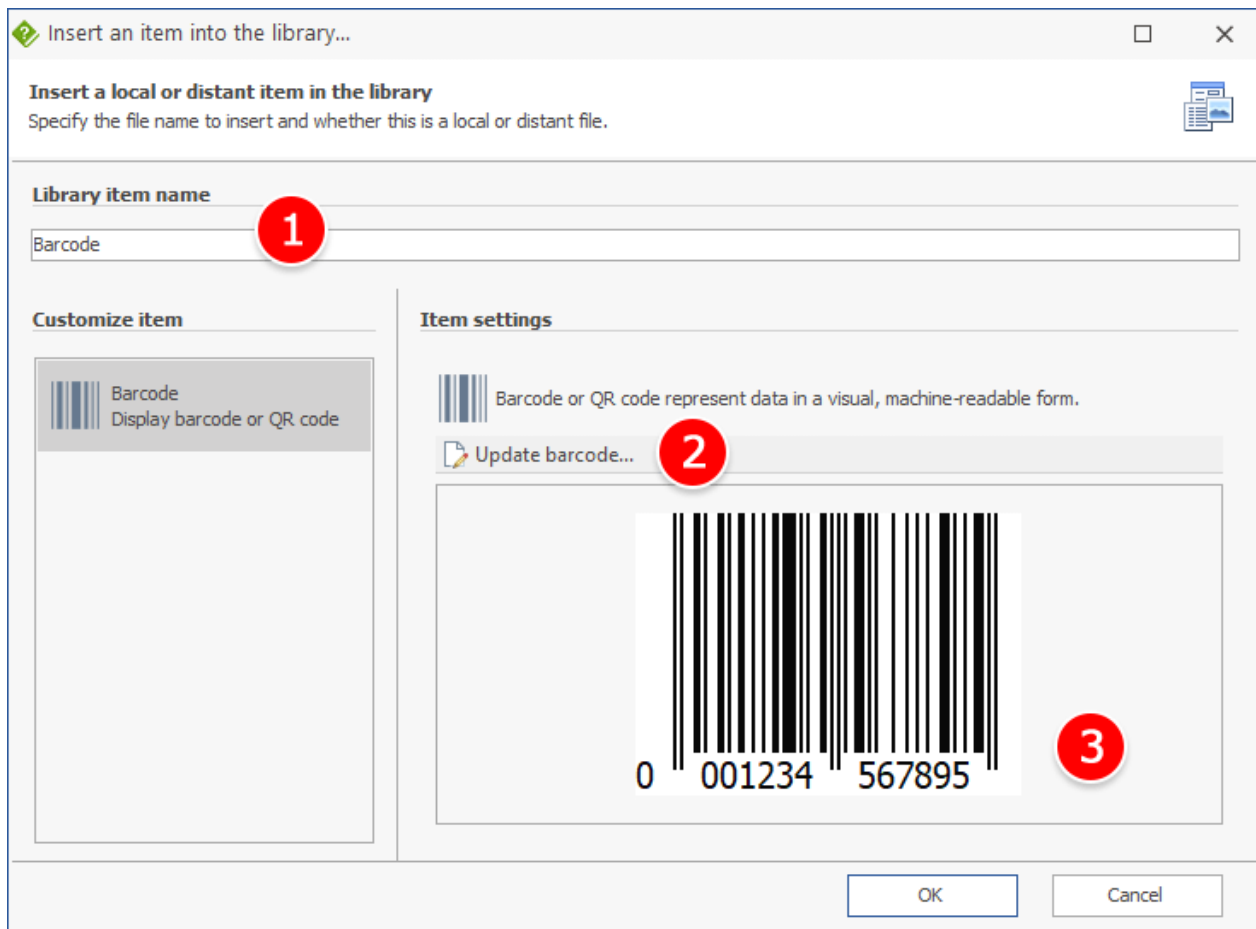 Insert an item into the library...
Insert a local or distant item in the library
Specify the file name to insert and whether this is a local or distant file.
Library item name
1
Barcode
Customize item
Barcode
Display barcode or QR code
Item settings
Barcode or QR code represent data in a visual, machine-readable form.
Update barcode...
2
0 001234 567895
3
OK
Cancel